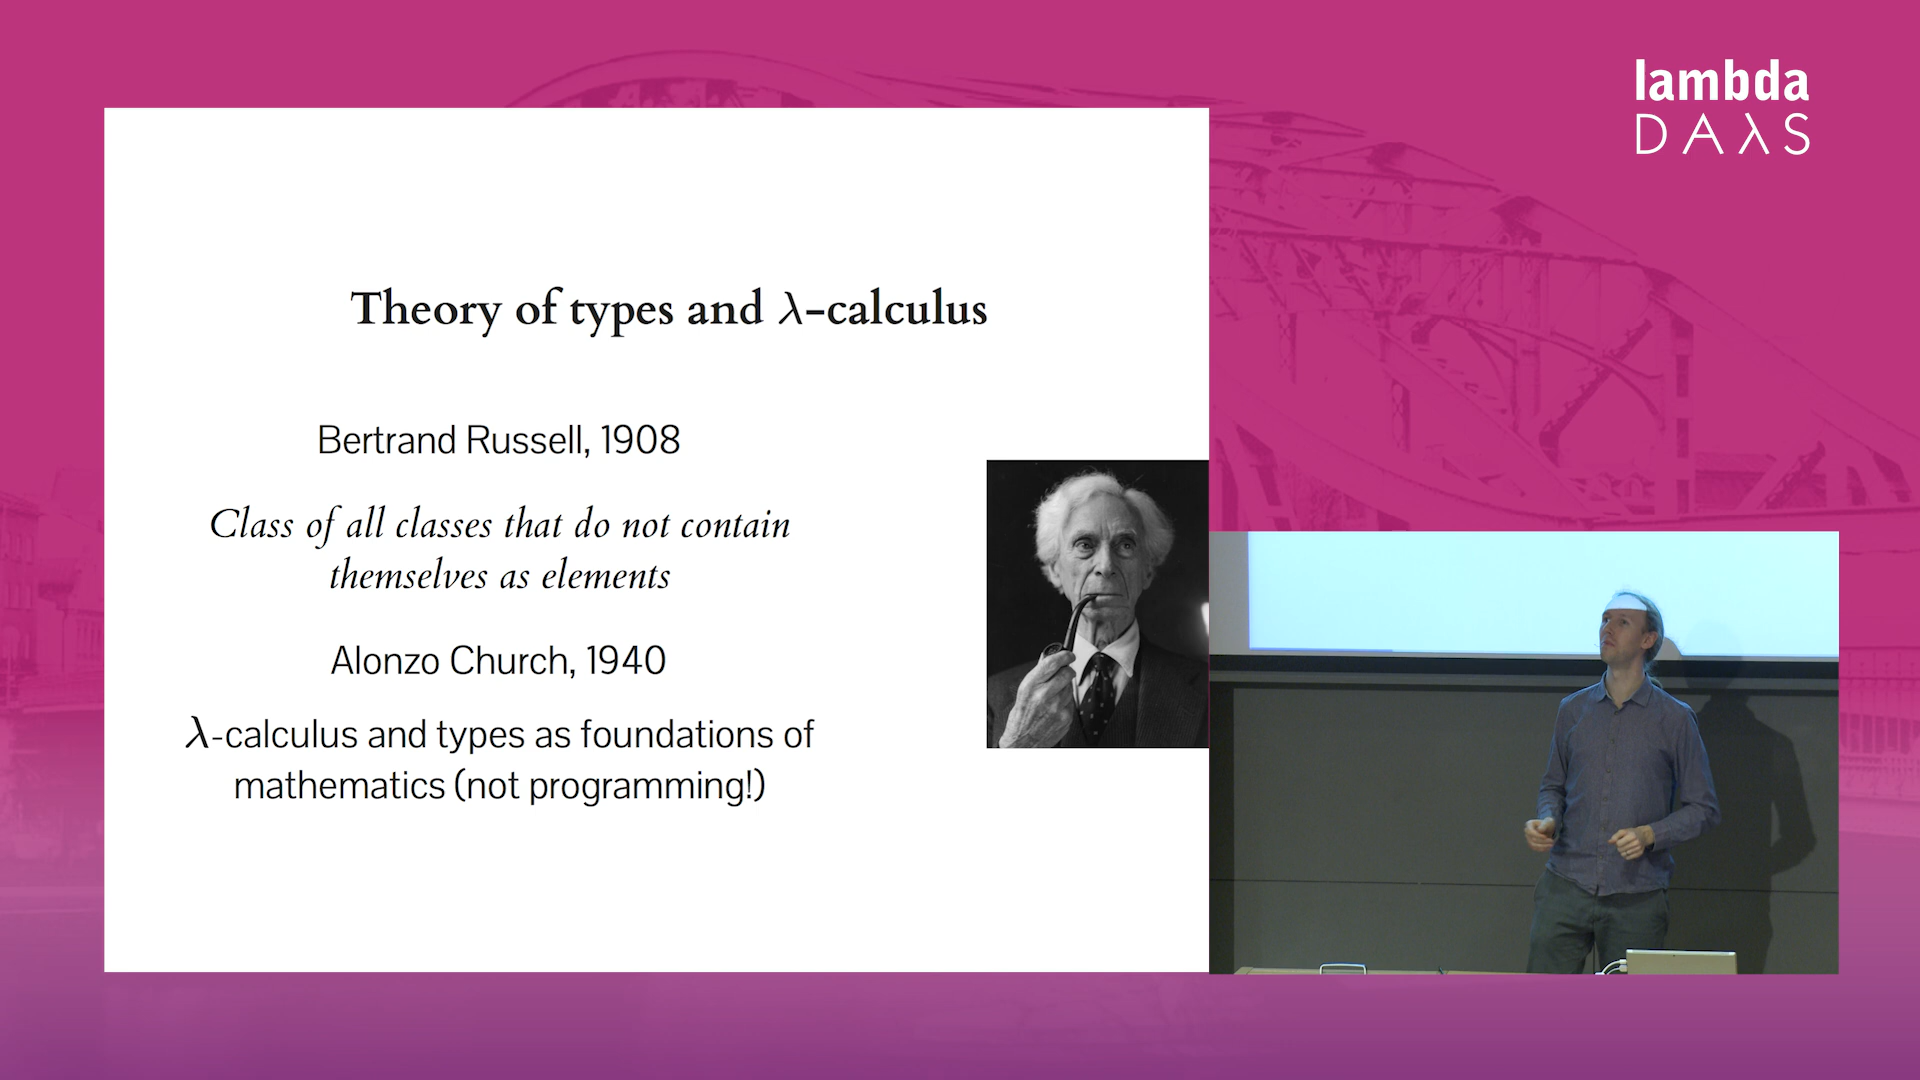 lambda
DAλS
Theory of types and λ-calculus
Bertrand Russell, 1908
Class of all classes that do not contain
themselves as elements
Alonzo Church, 1940
λ-calculus and types as foundations of
mathematics (not programming!)